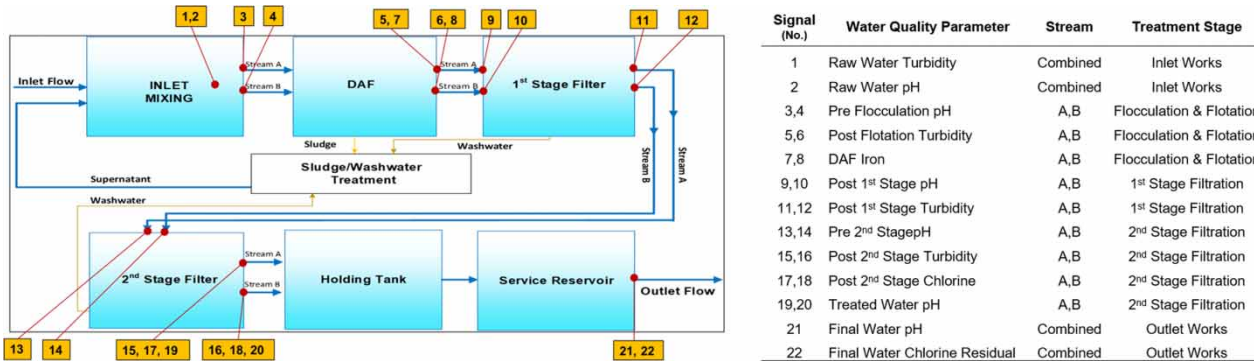 1,2
3
4
5, 7
6, 8
9
10
11
12
Inlet Flow
INLET
MIXING
Stream A
Stream B
DAF
Stream A
Stream B
1st Stage Filter
Sludge
Washwater
Sludge/Washwater
Treatment
Supernatant
Washwater
Stream B
Stream A
2nd Stage Filter
Stream A
Stream B
Holding Tank
Service Reservoir
Outlet Flow
13
14
15, 17, 19
16, 18, 20
21, 22
Signal (No.) Water Quality Parameter Stream Treatment Stage
1 Raw Water Turbidity Combined Inlet Works
2 Raw Water pH Combined Inlet Works
3,4 Pre Flocculation pH A,B Flocculation & Flotation
5,6 Post Flotation Turbidity A,B Flocculation & Flotation
7,8 DAF Iron A,B Flocculation & Flotation
9,10 Post 1st Stage pH A,B 1st Stage Filtration
11,12 Post 1st Stage Turbidity A,B 1st Stage Filtration
13,14 Pre 2nd StagepH A,B 2nd Stage Filtration
15,16 Post 2nd Stage Turbidity A,B 2nd Stage Filtration
17,18 Post 2nd Stage Chlorine A,B 2nd Stage Filtration
19,20 Treated Water pH A,B 2nd Stage Filtration
21 Final Water pH Combined Outlet Works
22 Final Water Chlorine Residual Combined Outlet Works